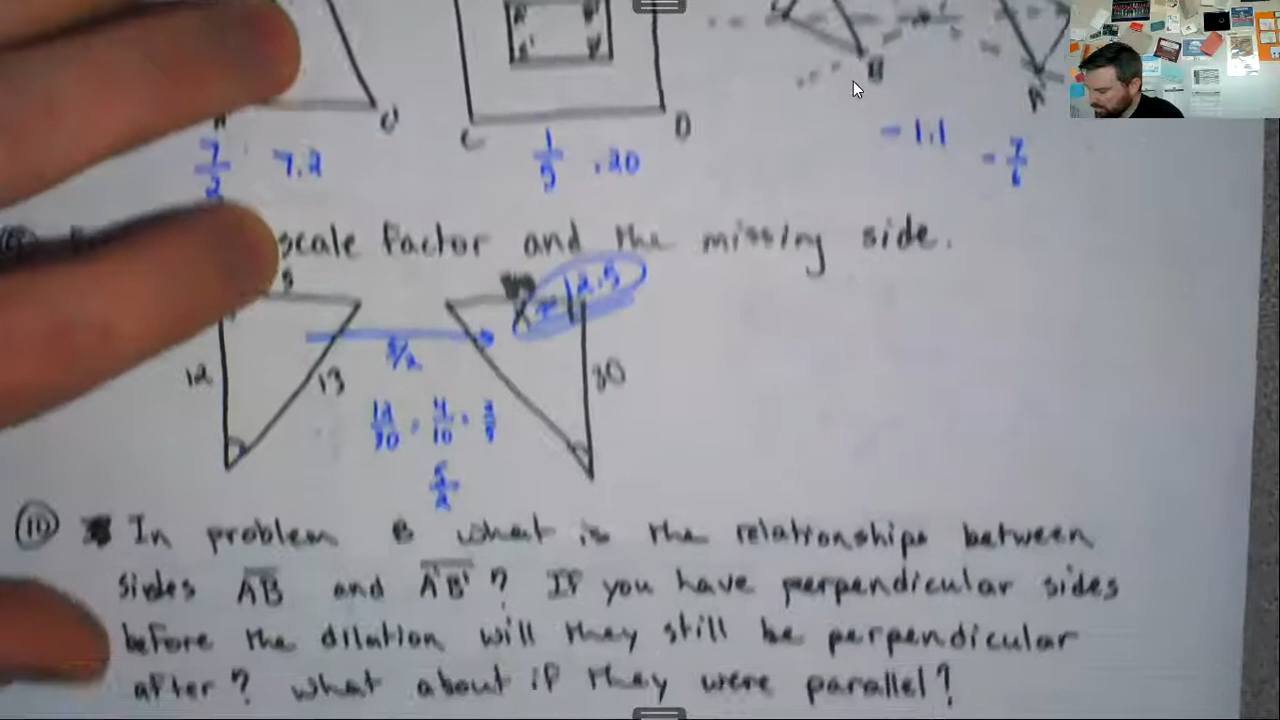 C D
- 1.1
- 7/6
7/2 7.2
1/5 .20
scale factor and the missing side.
x = 12.5
5/2
12 13 30
12/30 = 4/10 = 2/5
5/2
10 In problem 8 what is the relationships between
sides AB and A'B'? If you have perpendicular sides
before the dilation will they still be perpendicular
after? what about if they were parallel?